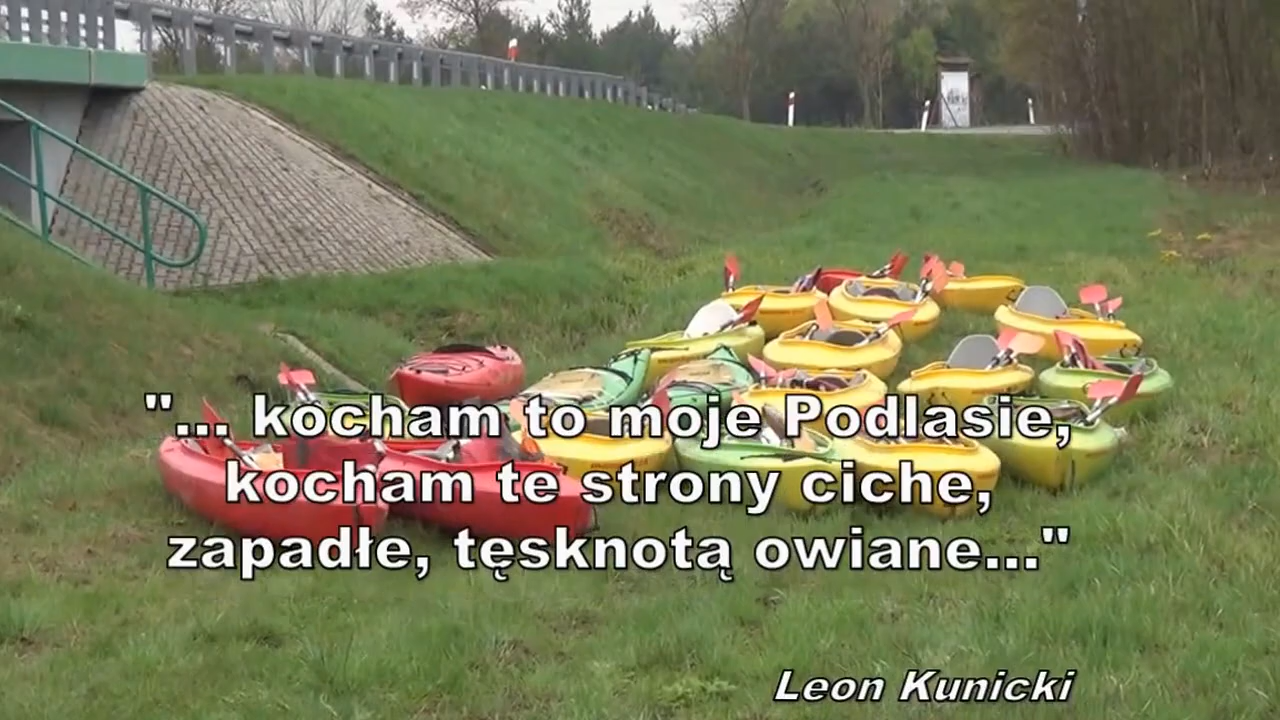 "... kocham to moje Podlasie,
kocham te strony ciche,
zapadłe, tęsknotą owiane..."
Leon Kunicki